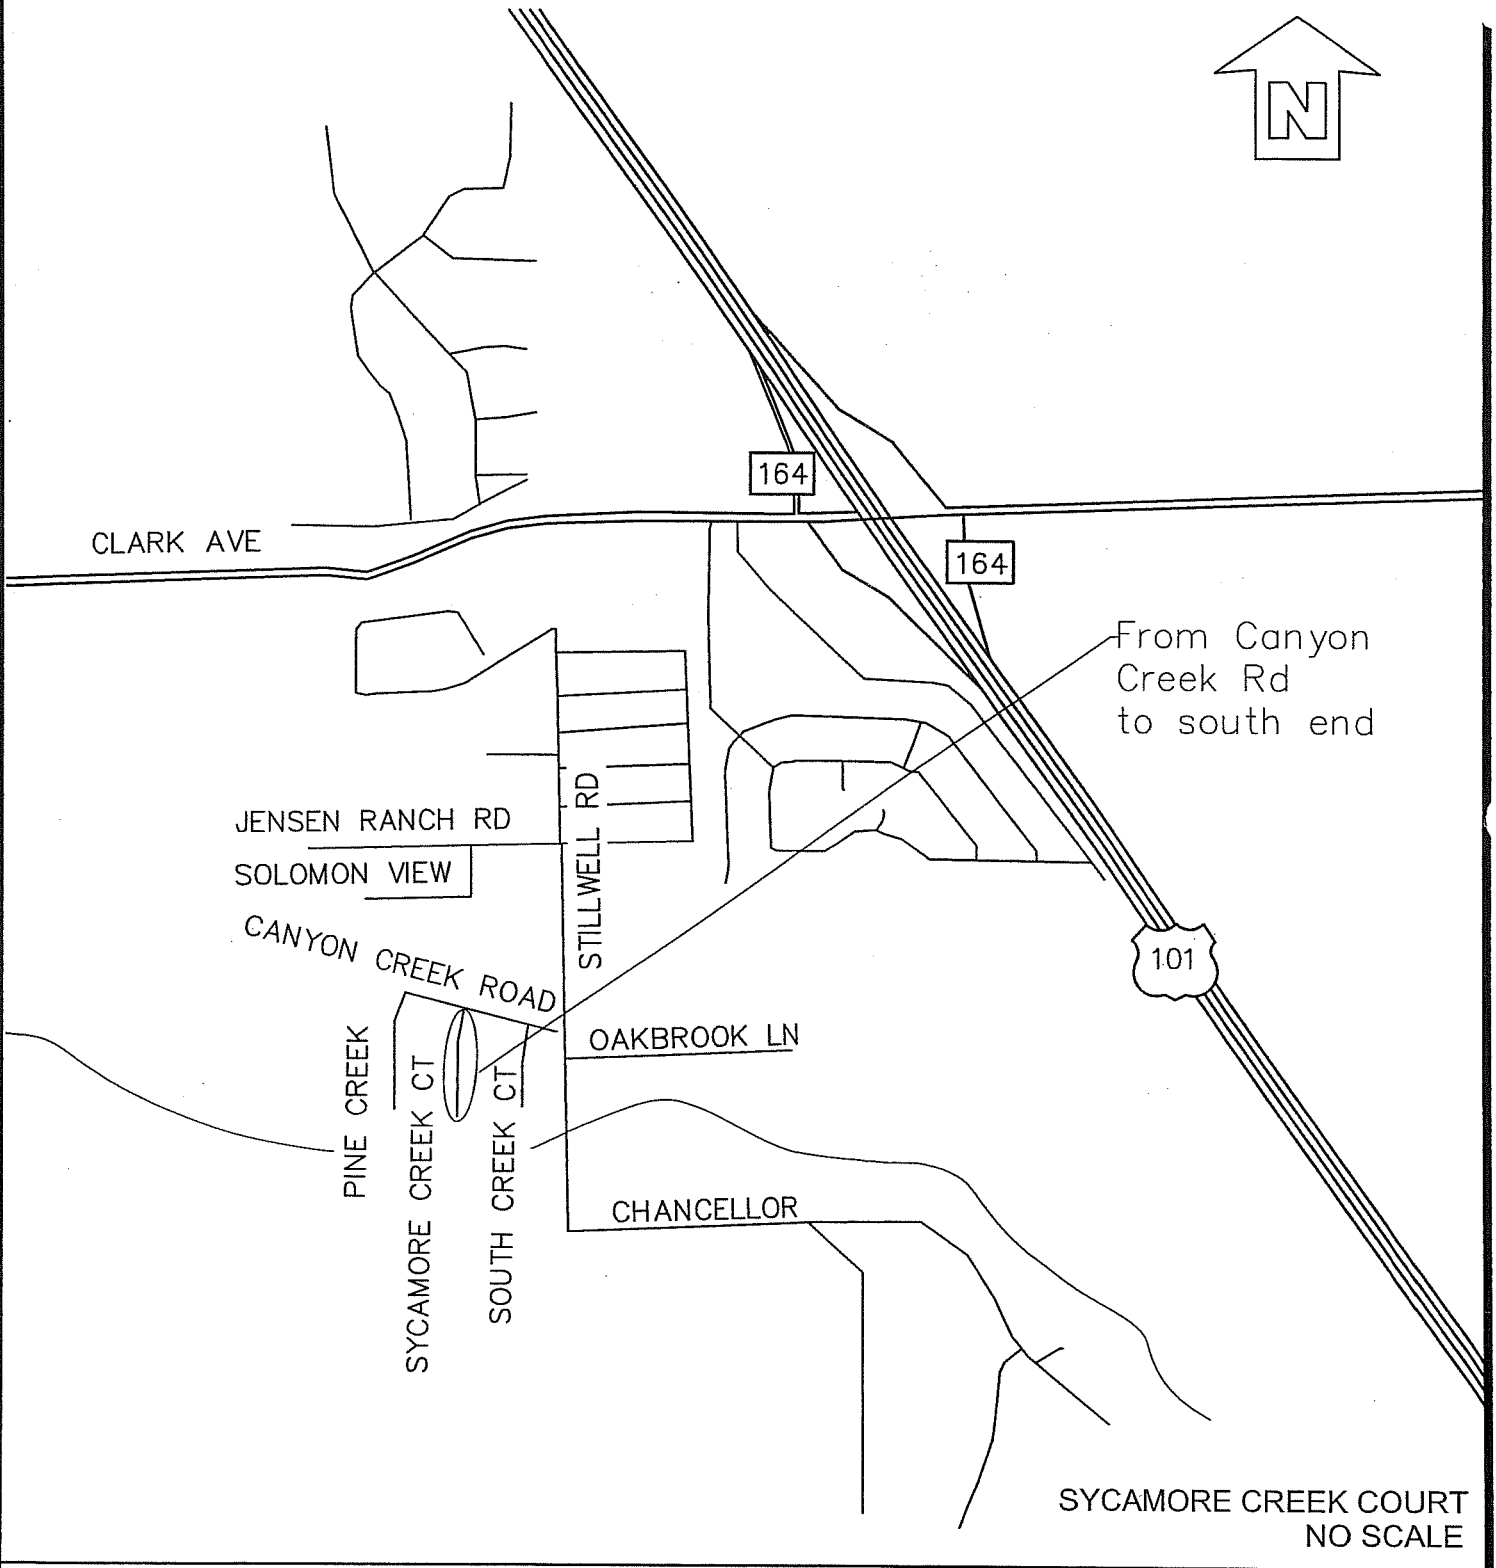 N
164
CLARK AVE
164
From Canyon
Creek Rd
to south end
JENSEN RANCH RD
STILLWELL RD
SOLOMON VIEW
CANYON CREEK ROAD
101
OAKBROOK LN
PINE CREEK
SYCAMORE CREEK CT
SOUTH CREEK CT
CHANCELLOR
SYCAMORE CREEK COURT
NO SCALE